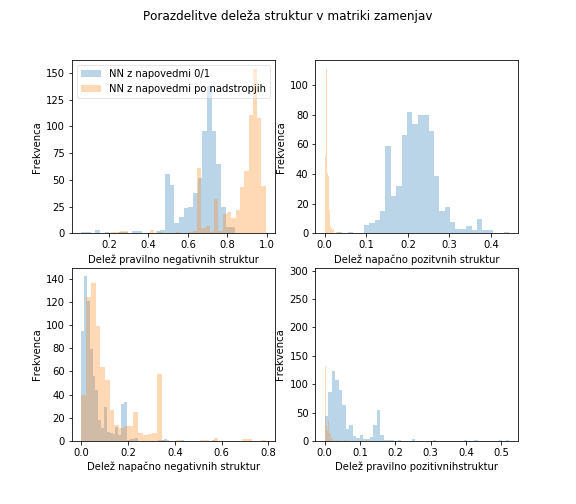 Porazdelitve deleža struktur v matriki zamenjav
NN z napovedmi 0/1
NN z napovedmi po nadstropjih
Frekvenca
150
125
100
75
50
25
0
0.2 0.4 0.6 0.8 1.0
Delež pravilno negativnih struktur
Frekvenca
100
80
60
40
20
0
0.0 0.1 0.2 0.3 0.4
Delež napačno pozitvnih struktur
Frekvenca
140
120
100
80
60
40
20
0
0.0 0.2 0.4 0.6 0.8
Delež napačno negativnih struktur
Frekvenca
300
250
200
150
100
50
0
0.0 0.1 0.2 0.3 0.4 0.5
Delež pravilno pozitivnihstruktur